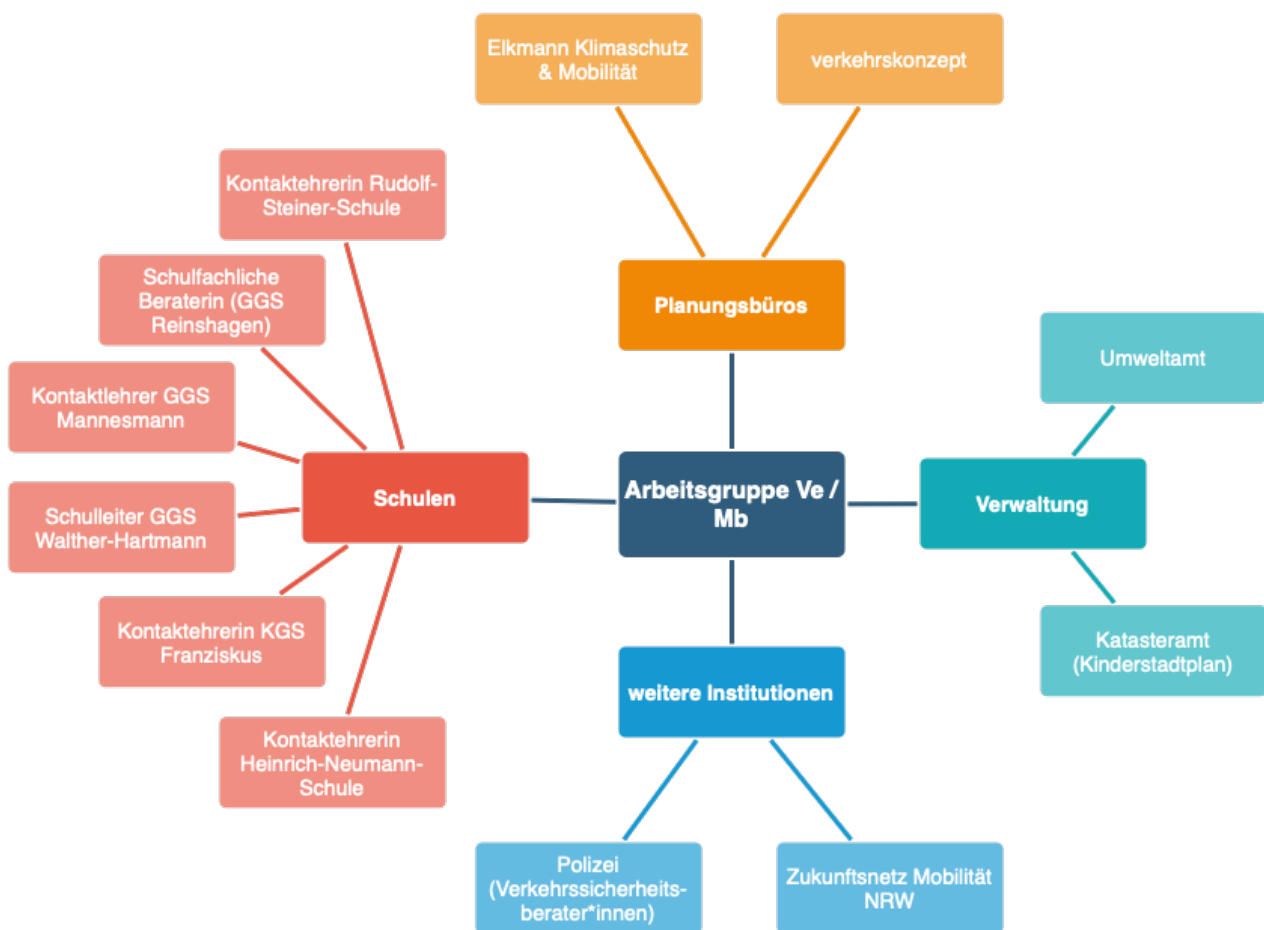 Elkmann Klimaschutz
& Mobilität
verkehrskonzept
Kontaktehrerin Rudolf-
Steiner-Schule
Schulfachliche
Beraterin (GGS
Reinshagen)
Planungsbüros
Umweltamt
Kontaktlehrer GGS
Mannesmann
Schulen
Arbeitsgruppe Ve /
Mb
Verwaltung
Schulleiter GGS
Walther-Hartmann
Kontaktehrerin KGS
Franziskus
Katasteramt
(Kinderstadtplan)
weitere Institutionen
Kontaktehrerin
Heinrich-Neumann-
Schule
Polizei
(Verkehrssicherheits-
berater*innen)
Zukunftsnetz Mobilität
NRW